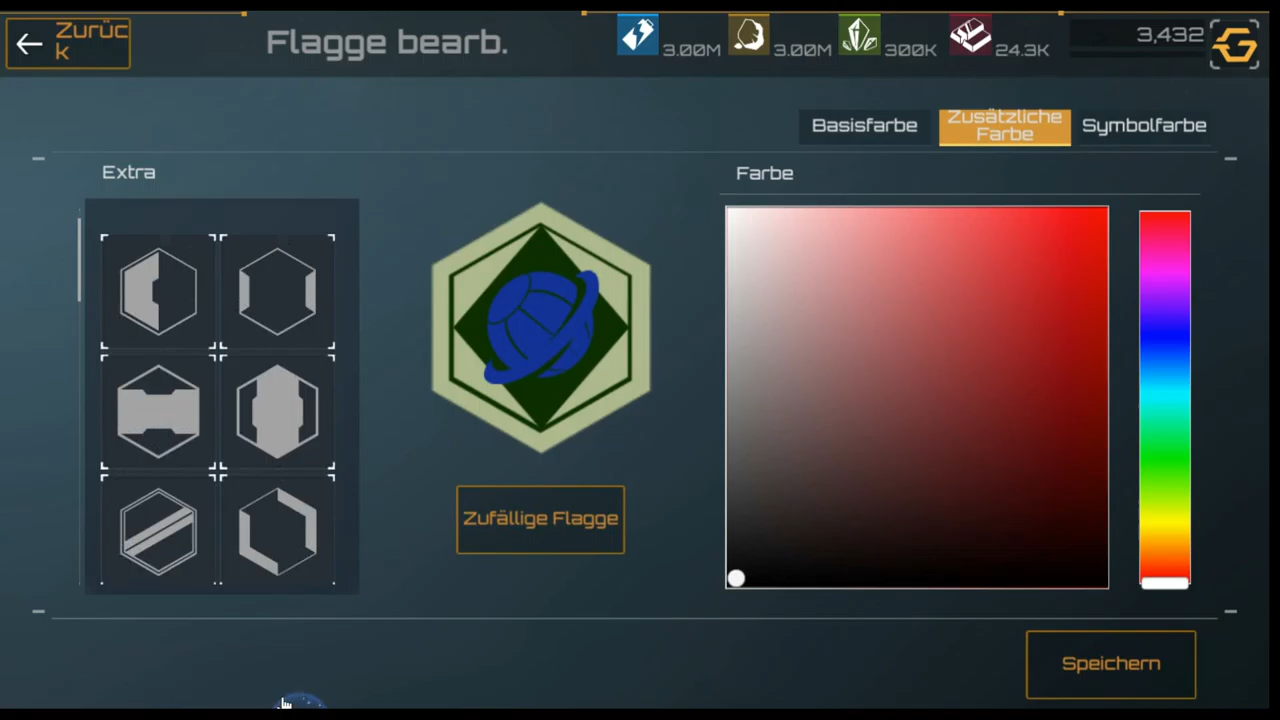 Zurüc
k
Flagge bearb.
3.00M
3.00M
300K
24.3K
3,432
Basisfarbe
Zusätzliche
Farbe
Symbolfarbe
Extra
Farbe
Zufällige Flagge
Speichern